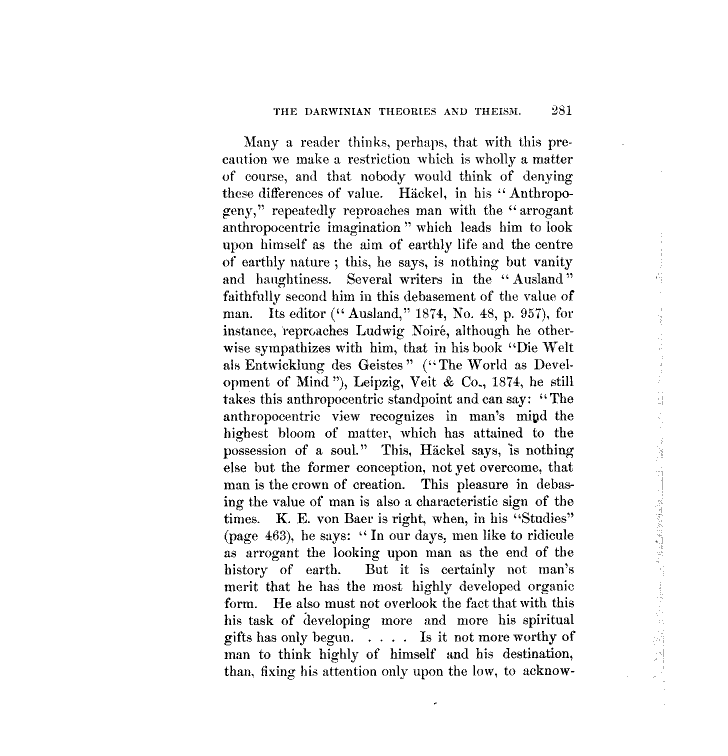 THE DARWINIAN THEORIES AND THEISM. 281
Many a reader thinks, perhaps, that with this pre-
caution we make a restriction which is wholly a matter
of course, and that nobody would think of denying
these differences of value. Häckel, in his "Anthropo-
geny," repeatedly reproaches man with the "arrogant
anthropocentric imagination" which leads him to look
upon himself as the aim of earthly life and the centre
of earthly nature; this, he says, is nothing but vanity
and haughtiness. Several writers in the "Ausland"
faithfully second him in this debasement of the value of
man. Its editor ("Ausland," 1874, No. 48, p. 957), for
instance, reproaches Ludwig Noiré, although he other-
wise sympathizes with him, that in his book "Die Welt
als Entwicklung des Geistes" ("The World as Devel-
opment of Mind"), Leipzig, Veit & Co., 1874, he still
takes this anthropocentric standpoint and can say: "The
anthropocentric view recognizes in man's mind the
highest bloom of matter, which has attained to the
possession of a soul." This, Häckel says, is nothing
else but the former conception, not yet overcome, that
man is the crown of creation. This pleasure in debas-
ing the value of man is also a characteristic sign of the
times. K. E. von Baer is right, when, in his "Studies"
(page 463), he says: "In our days, men like to ridicule
as arrogant the looking upon man as the end of the
history of earth. But it is certainly not man's
merit that he has the most highly developed organic
form. He also must not overlook the fact that with this
his task of developing more and more his spiritual
gifts has only begun. . . . . Is it not more worthy of
man to think highly of himself and his destination,
than, fixing his attention only upon the low, to acknow-